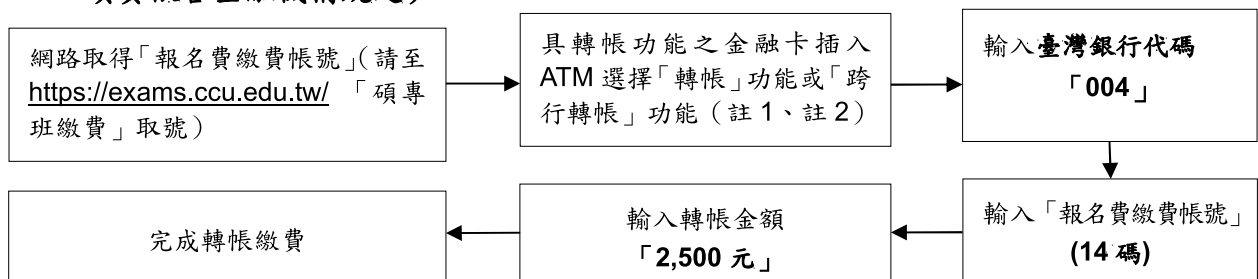 網路取得「報名費繳費帳號」(請至
https://exams.ccu.edu.tw/ 「碩專
班繳費」取號)
具轉帳功能之金融卡插入
ATM 選擇「轉帳」功能或「跨
行轉帳」功能（註 1、註 2）
輸入臺灣銀行代碼
「004」
輸入「報名費繳費帳號」
(14 碼)
輸入轉帳金額
「2,500 元」
完成轉帳繳費